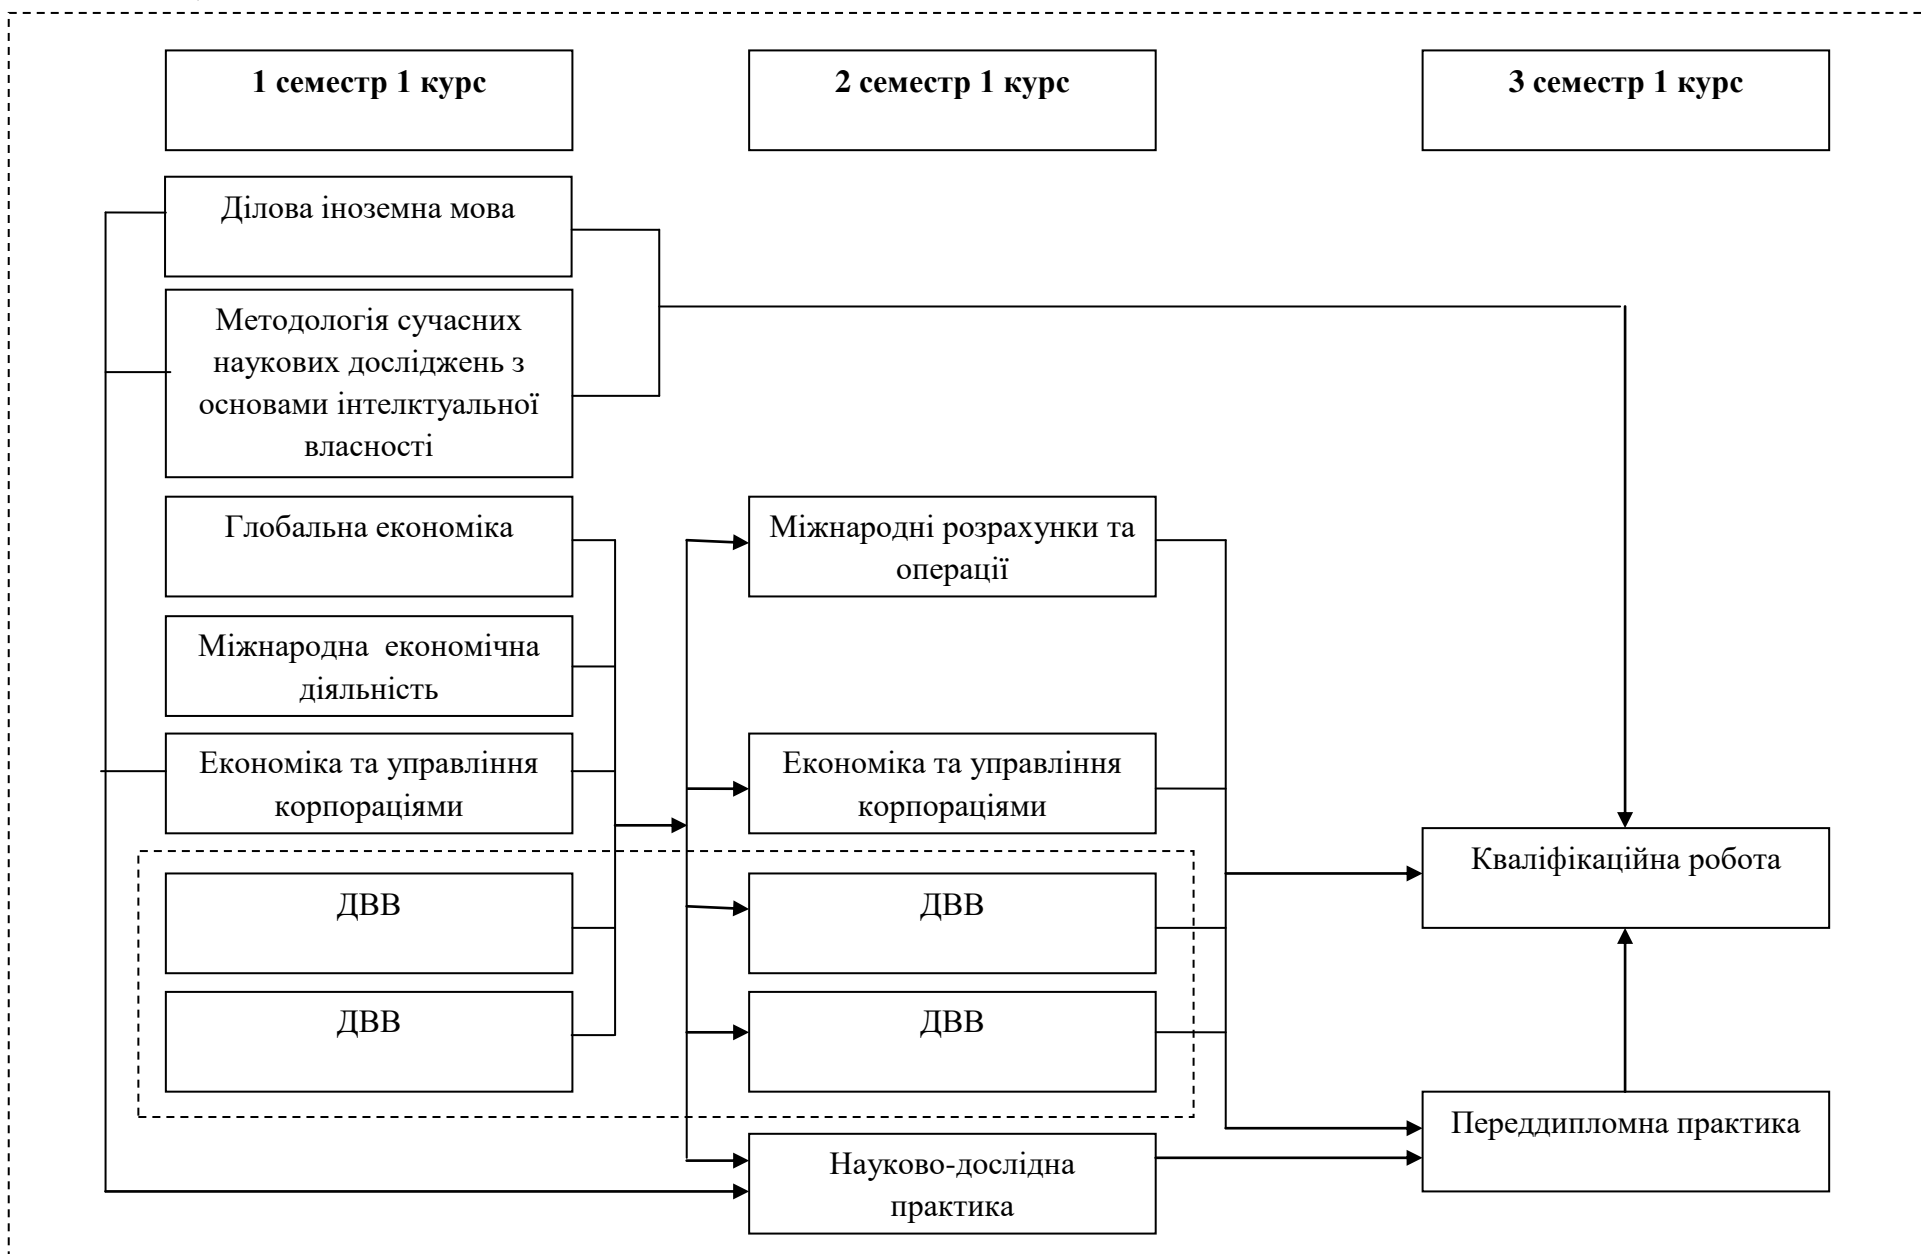 1 семестр 1 курс
2 семестр 1 курс
3 семестр 1 курс
Ділова іноземна мова
Методологія сучасних
наукових досліджень з
основами інтелктуальної
власності
Глобальна економіка
Міжнародна економічна
діяльність
Економіка та управління
корпораціями
ДВВ
ДВВ
Міжнародні розрахунки та
операції
Економіка та управління
корпораціями
ДВВ
ДВВ
Науково-дослідна
практика
Кваліфікаційна робота
Переддипломна практика